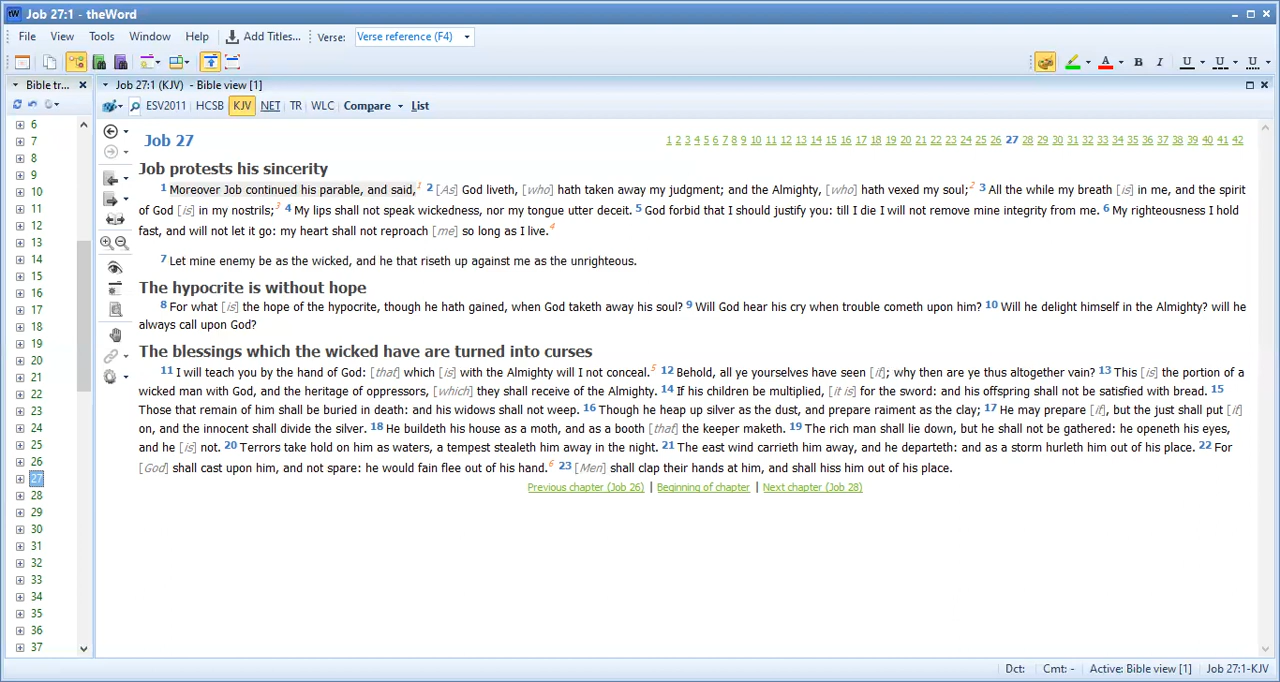 Job 27:1 - theWord
File View Tools Window Help Add Titles... Verse: Verse reference (F4)
B I U U U
Bible tr... Job 27:1 (KJV) - Bible view [1]
ESV2011 HCSB KJV NET TR WLC Compare List
6
7
8
9
10
11
12
13
14
15
16
17
18
19
20
21
22
23
24
25
26
27
28
29
30
31
32
33
34
35
36
37
Job 27
1 2 3 4 5 6 7 8 9 10 11 12 13 14 15 16 17 18 19 20 21 22 23 24 25 26 27 28 29 30 31 32 33 34 35 36 37 38 39 40 41 42
Job protests his sincerity
1 Moreover Job continued his parable, and said,1 2 [As] God liveth, [who] hath taken away my judgment; and the Almighty, [who] hath vexed my soul;2 3 All the while my breath [is] in me, and the spirit
of God [is] in my nostrils;3 4 My lips shall not speak wickedness, nor my tongue utter deceit. 5 God forbid that I should justify you: till I die I will not remove mine integrity from me. 6 My righteousness I hold
fast, and will not let it go: my heart shall not reproach [me] so long as I live.4
7 Let mine enemy be as the wicked, and he that riseth up against me as the unrighteous.
The hypocrite is without hope
8 For what [is] the hope of the hypocrite, though he hath gained, when God taketh away his soul? 9 Will God hear his cry when trouble cometh upon him? 10 Will he delight himself in the Almighty? will he
always call upon God?
The blessings which the wicked have are turned into curses
11 I will teach you by the hand of God: [that] which [is] with the Almighty will I not conceal.5 12 Behold, all ye yourselves have seen [it]; why then are ye thus altogether vain? 13 This [is] the portion of a
wicked man with God, and the heritage of oppressors, [which] they shall receive of the Almighty. 14 If his children be multiplied, [it is] for the sword: and his offspring shall not be satisfied with bread. 15
Those that remain of him shall be buried in death: and his widows shall not weep. 16 Though he heap up silver as the dust, and prepare raiment as the clay; 17 He may prepare [it], but the just shall put [it]
on, and the innocent shall divide the silver. 18 He buildeth his house as a moth, and as a booth [that] the keeper maketh. 19 The rich man shall lie down, but he shall not be gathered: he openeth his eyes,
and he [is] not. 20 Terrors take hold on him as waters, a tempest stealeth him away in the night. 21 The east wind carrieth him away, and he departeth: and as a storm hurleth him out of his place. 22 For
[God] shall cast upon him, and not spare: he would fain flee out of his hand.6 23 [Men] shall clap their hands at him, and shall hiss him out of his place.
Previous chapter (Job 26) | Beginning of chapter | Next chapter (Job 28)
Dct: Cmt: - Active: Bible view [1] Job 27:1-KJV